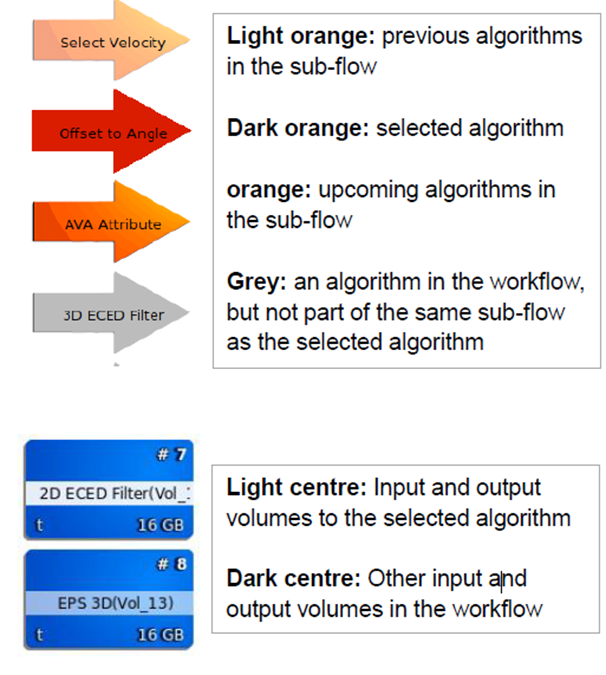 Select Velocity
Light orange: previous algorithms
in the sub-flow
Offset to Angle
Dark orange: selected algorithm
AVA Attribute
orange: upcoming algorithms in
the sub-flow
3D ECED Filter
Grey: an algorithm in the workflow,
but not part of the same sub-flow
as the selected algorithm
# 7
2D ECED Filter(Vol_
t 16 GB
Light centre: Input and output
volumes to the selected algorithm
# 8
EPS 3D(Vol_13)
t 16 GB
Dark centre: Other input and
output volumes in the workflow